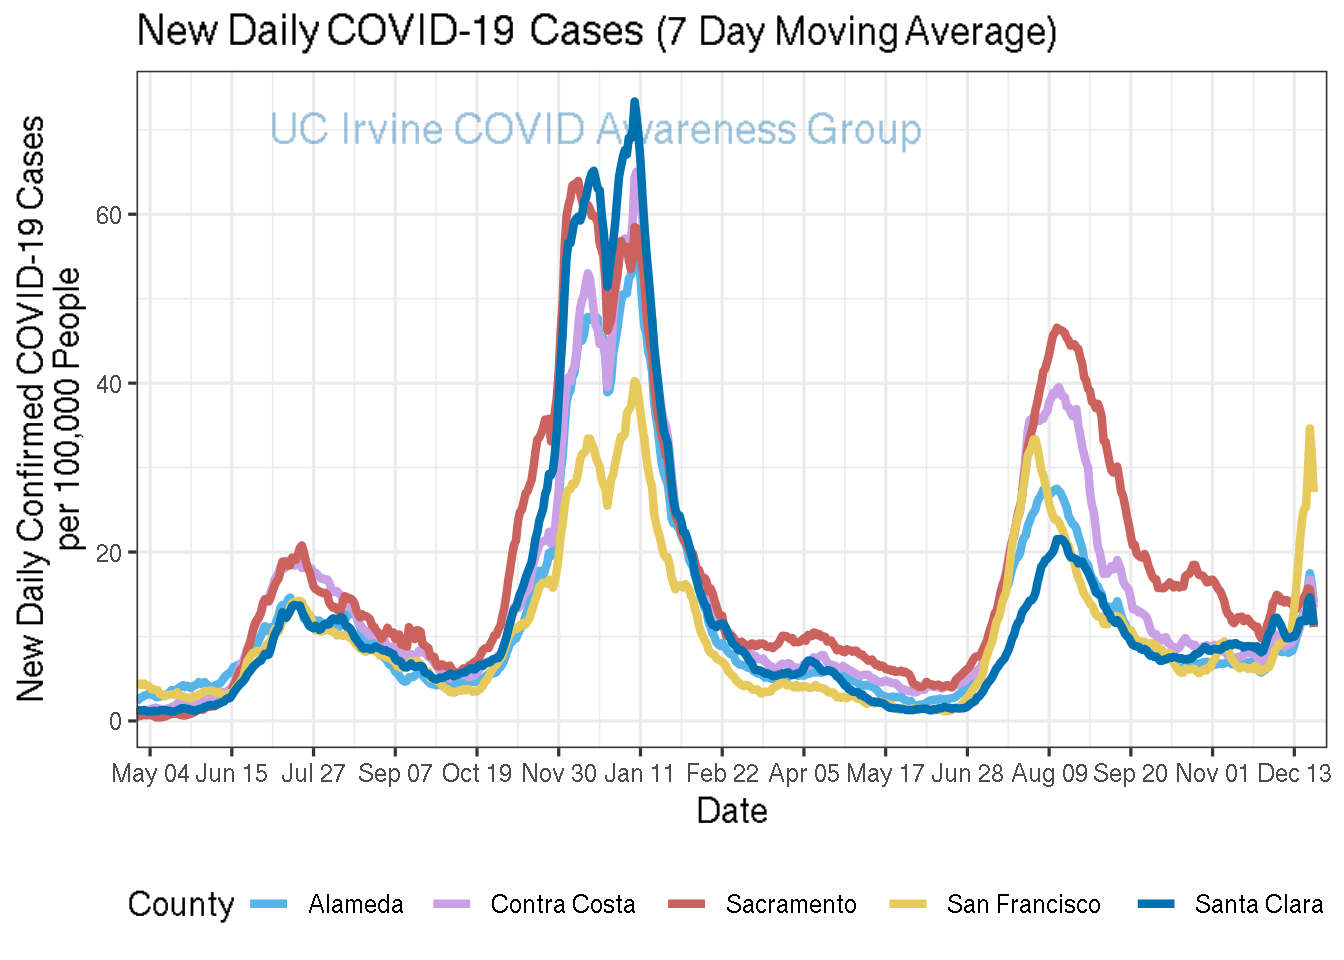 New Daily COVID-19 Cases (7 Day Moving Average)
UC Irvine COVID Awareness Group
New Daily Confirmed COVID-19 Cases
per 100,000 People
60
40
20
0
May 04 Jun 15 Jul 27 Sep 07 Oct 19 Nov 30 Jan 11 Feb 22 Apr 05 May 17 Jun 28 Aug 09 Sep 20 Nov 01 Dec 13
Date
County Alameda Contra Costa Sacramento San Francisco Santa Clara